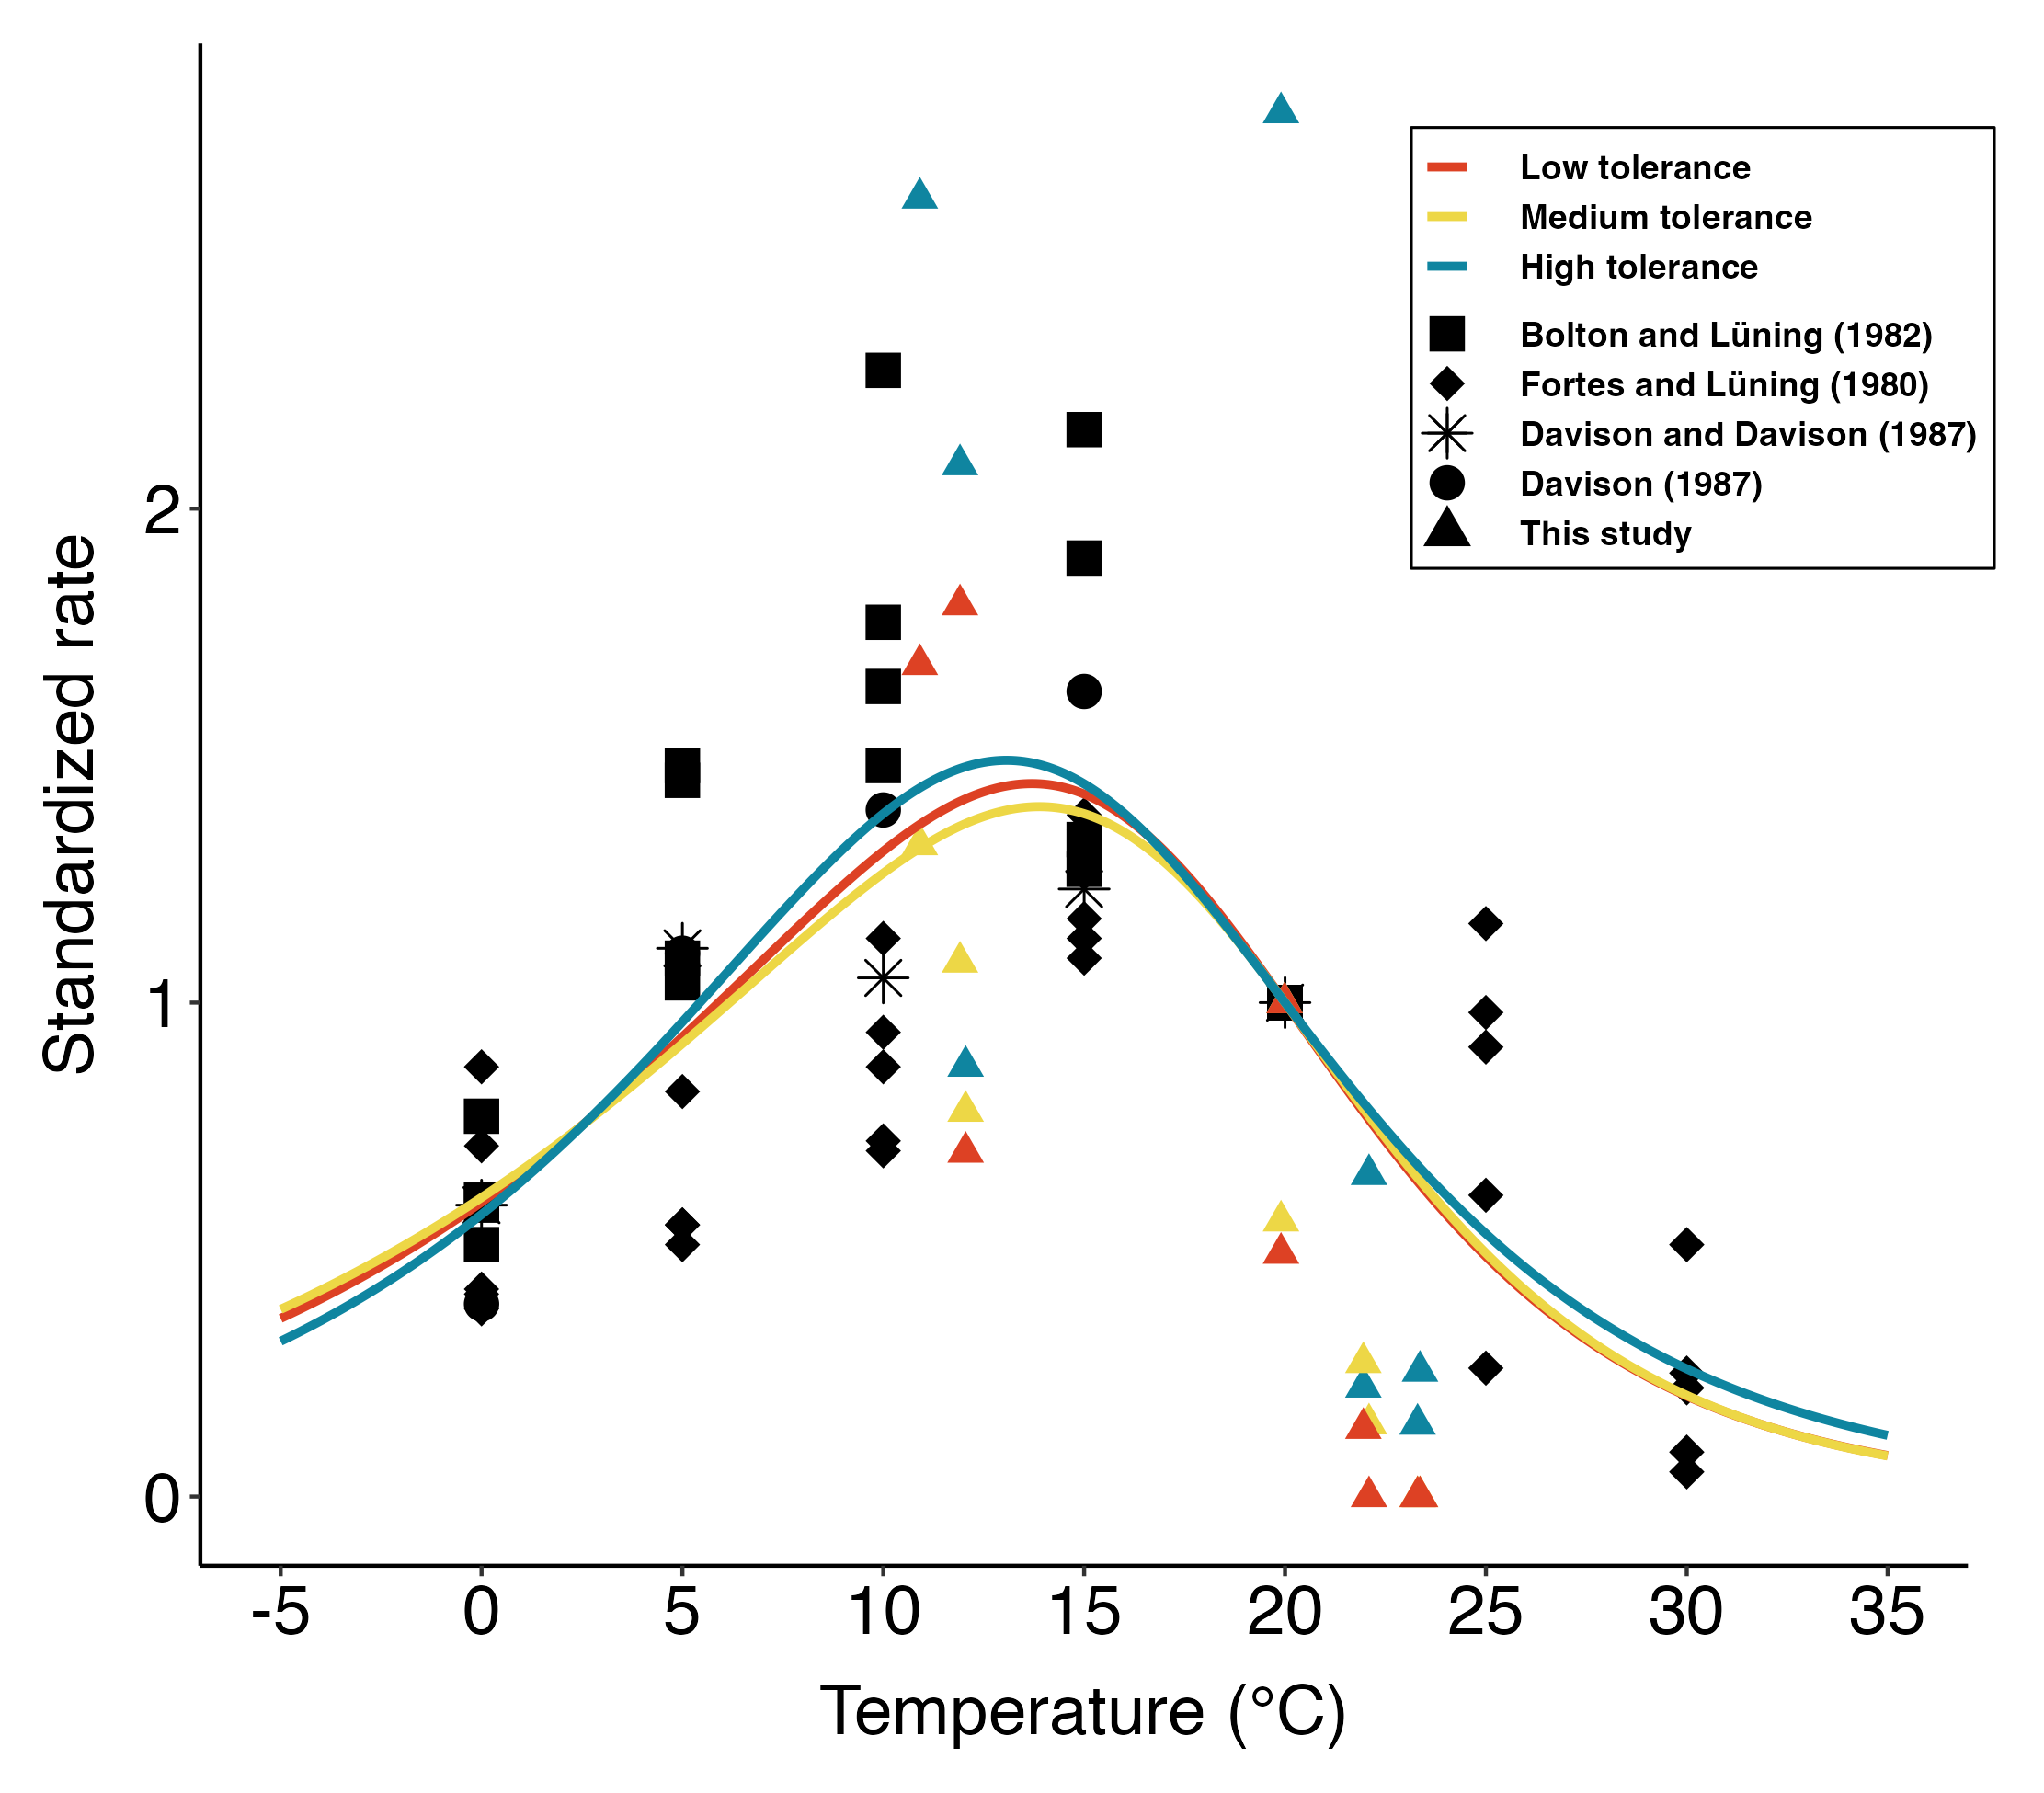 Standardized rate
2
1
0
-5 0 5 10 15 20 25 30 35
Temperature (°C)
Low tolerance
Medium tolerance
High tolerance
Bolton and Lüning (1982)
Fortes and Lüning (1980)
Davison and Davison (1987)
Davison (1987)
This study